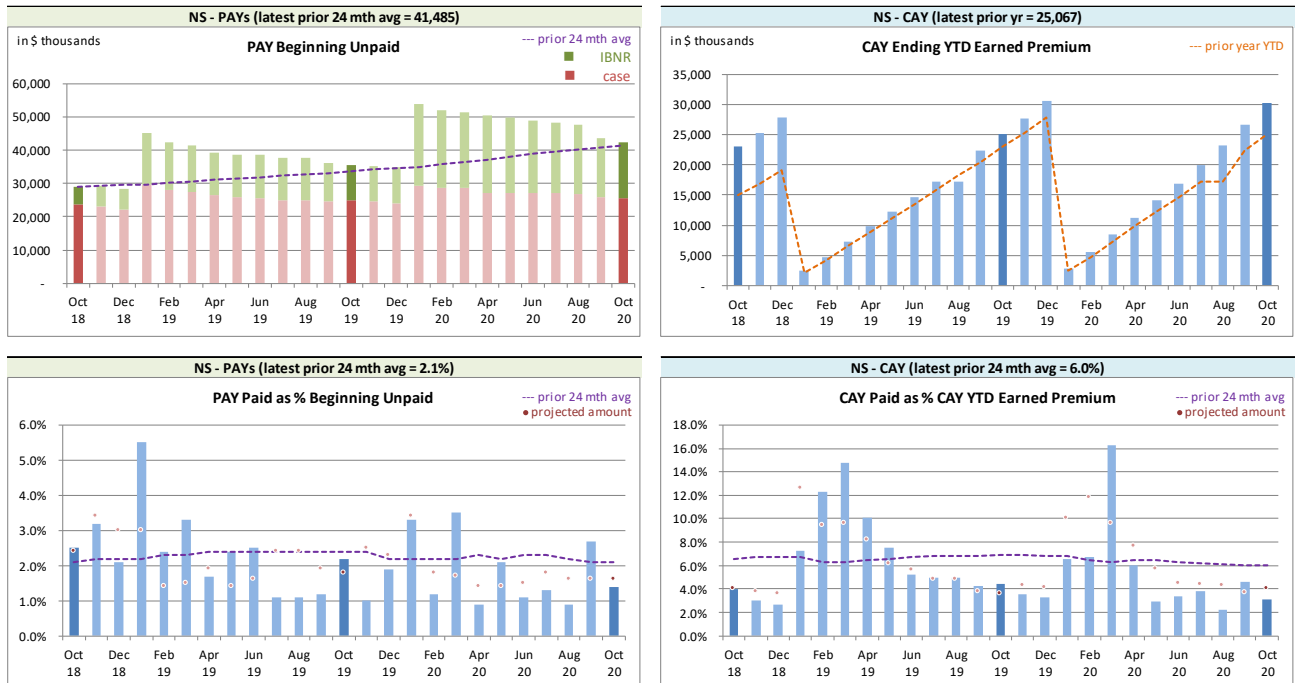 NS - PAYs (latest prior 24 mth avg = 41,485)
in $ thousands
PAY Beginning Unpaid
--- prior 24 mth avg
IBNR
case
60,000
50,000
40,000
30,000
20,000
10,000
-
Oct 18
Dec 18
Feb 19
Apr 19
Jun 19
Aug 19
Oct 19
Dec 19
Feb 20
Apr 20
Jun 20
Aug 20
Oct 20
NS - CAY (latest prior yr = 25,067)
in $ thousands
CAY Ending YTD Earned Premium
--- prior year YTD
35,000
30,000
25,000
20,000
15,000
10,000
5,000
-
Oct 18
Dec 18
Feb 19
Apr 19
Jun 19
Aug 19
Oct 19
Dec 19
Feb 20
Apr 20
Jun 20
Aug 20
Oct 20
NS - PAYs (latest prior 24 mth avg = 2.1%)
PAY Paid as % Beginning Unpaid
--- prior 24 mth avg
projected amount
6.0%
5.0%
4.0%
3.0%
2.0%
1.0%
0.0%
Oct 18
Dec 18
Feb 19
Apr 19
Jun 19
Aug 19
Oct 19
Dec 19
Feb 20
Apr 20
Jun 20
Aug 20
Oct 20
NS - CAY (latest prior 24 mth avg = 6.0%)
CAY Paid as % CAY YTD Earned Premium
--- prior 24 mth avg
projected amount
18.0%
16.0%
14.0%
12.0%
10.0%
8.0%
6.0%
4.0%
2.0%
0.0%
Oct 18
Dec 18
Feb 19
Apr 19
Jun 19
Aug 19
Oct 19
Dec 19
Feb 20
Apr 20
Jun 20
Aug 20
Oct 20